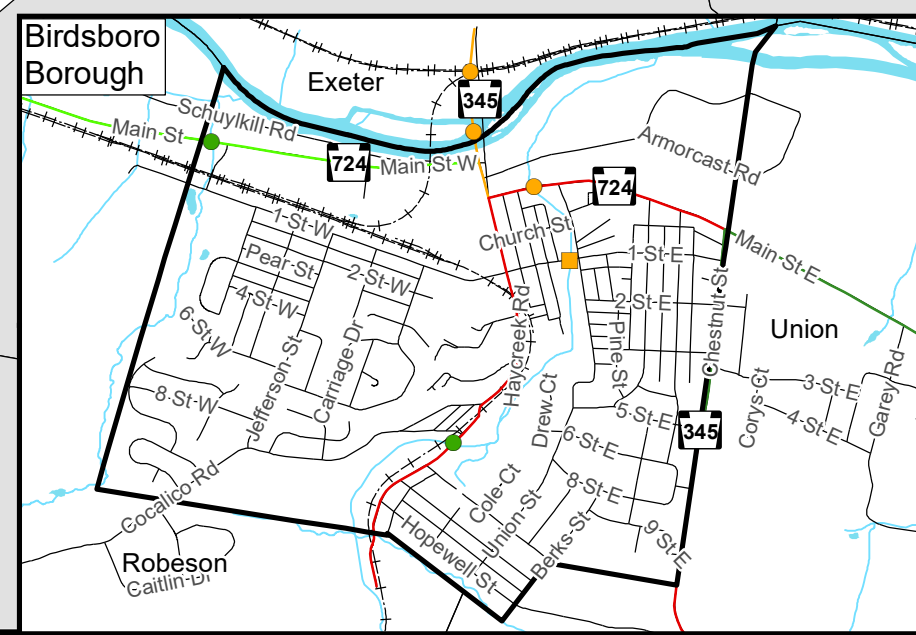 Birdsboro
Borough
Exeter
345
Schuylkill-Rd
Main St
724
Main-St-W
Armorcast-Rd
724
1-St-W
Church-St
Pear-St
2-St-W
1-St-E
Main-St-E
4-St-W
2-St-E
6-St-W
Jefferson-St
Carriage-Dr
Haycreek-Rd
Pine-St
Chestnut-St
Union
8-St-W
Drew-Ct
5-St-E
345
Corys-Ct
3-St-E
4-St-E
Garey-Rd
6-St-E
Cocalico-Rd
Cole-Ct
8-St-E
Union-St
Hopewell-St
Berks-St
9-St-E
Robeson
Caitlin-Dr